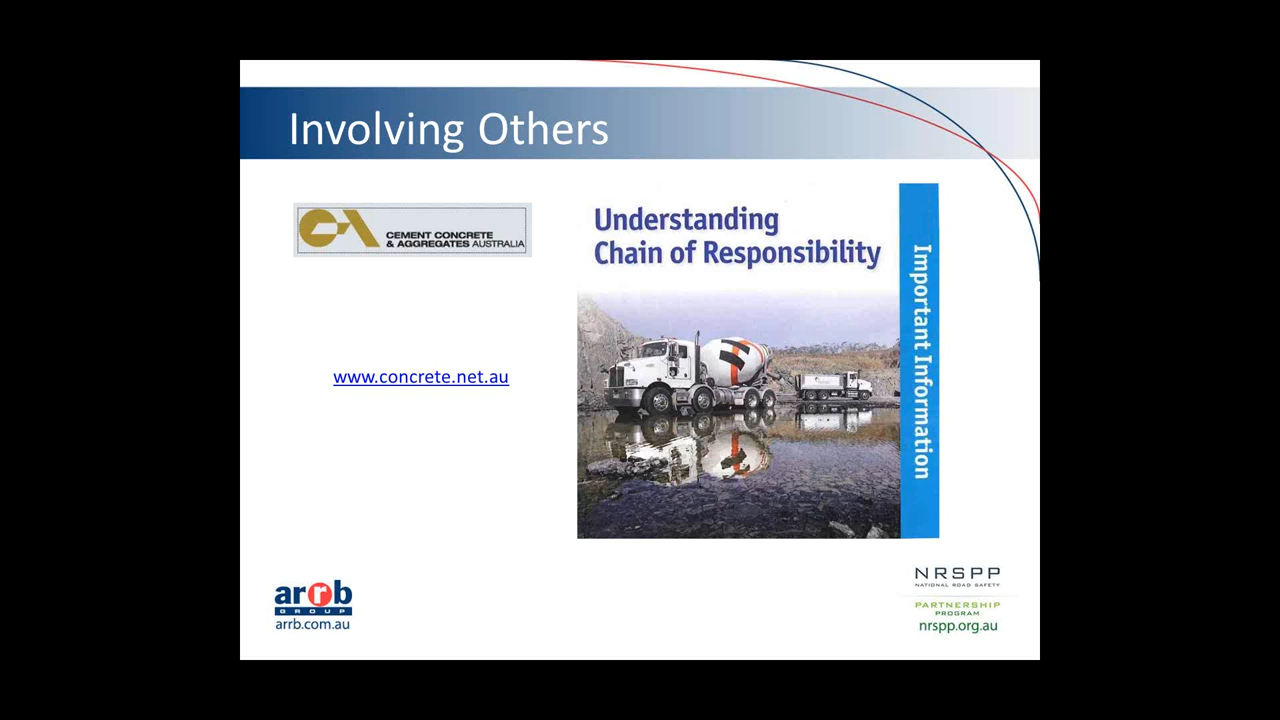 Involving Others
CEMENT CONCRETE
& AGGREGATES AUSTRALIA
Understanding
Chain of Responsibility
Important Information
www.concrete.net.au
arrb
GROUP
arrb.com.au
NRSPP
NATIONAL ROAD SAFETY
PARTNERSHIP
PROGRAM
nrspp.org.au